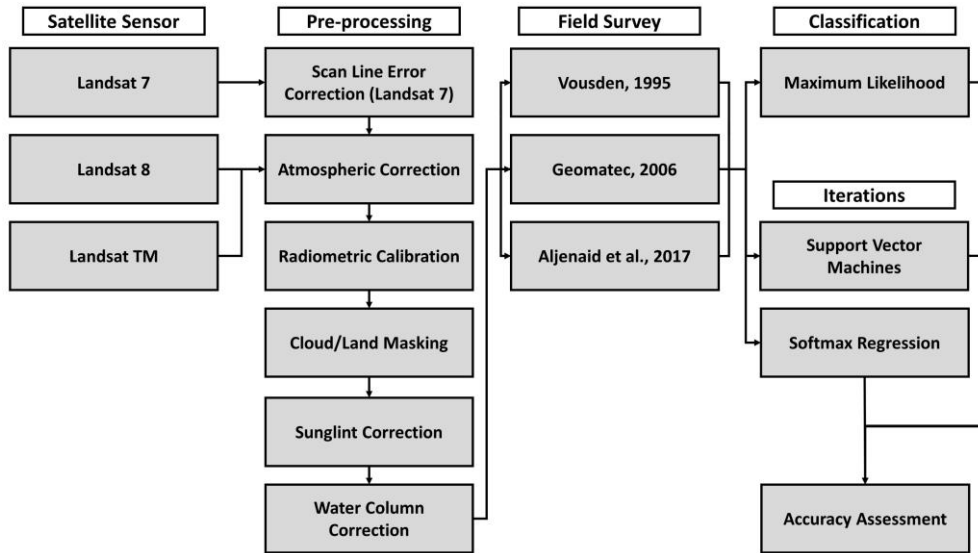 Satellite Sensor
Landsat 7
Landsat 8
Landsat TM
Pre-processing
Scan Line Error
Correction (Landsat 7)
Atmospheric Correction
Radiometric Calibration
Cloud/Land Masking
Sunglint Correction
Water Column
Correction
Field Survey
Vousden, 1995
Geomatec, 2006
Aljenaid et al., 2017
Classification
Maximum Likelihood
Iterations
Support Vector
Machines
Softmax Regression
Accuracy Assessment